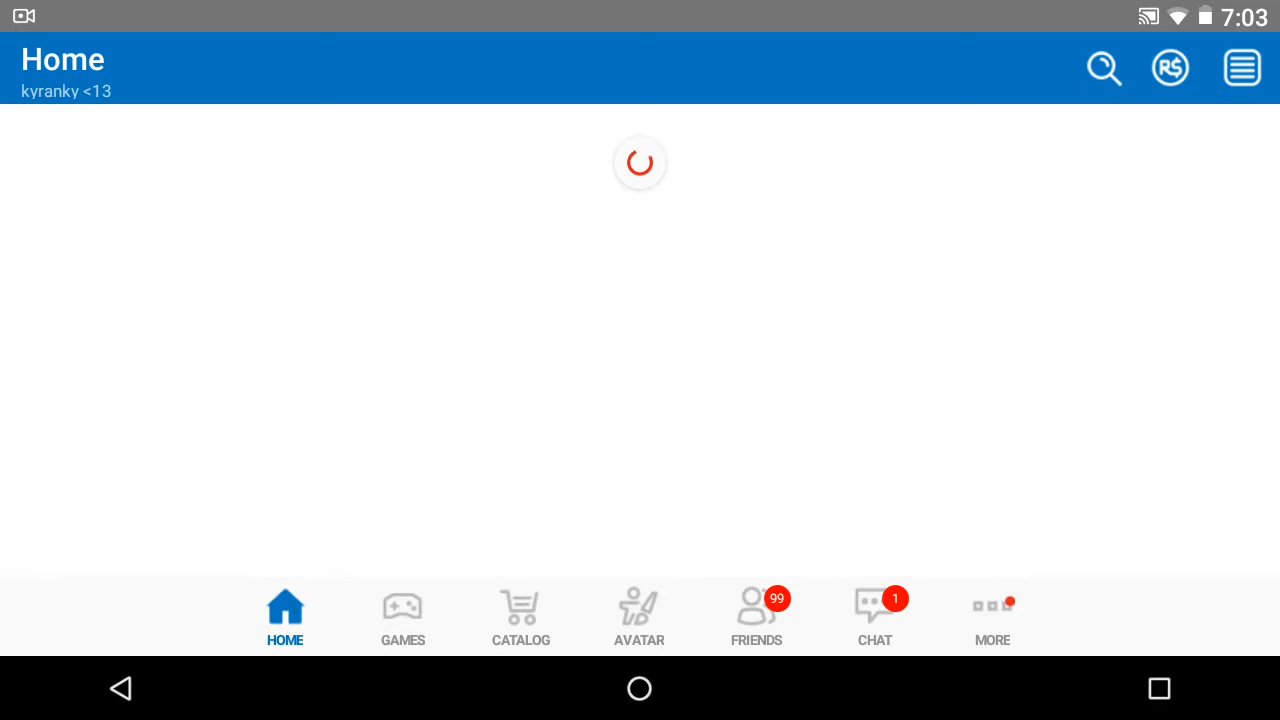 7:03
Home
kyranky <13
R$
99
1
HOME
GAMES
CATALOG
AVATAR
FRIENDS
CHAT
MORE